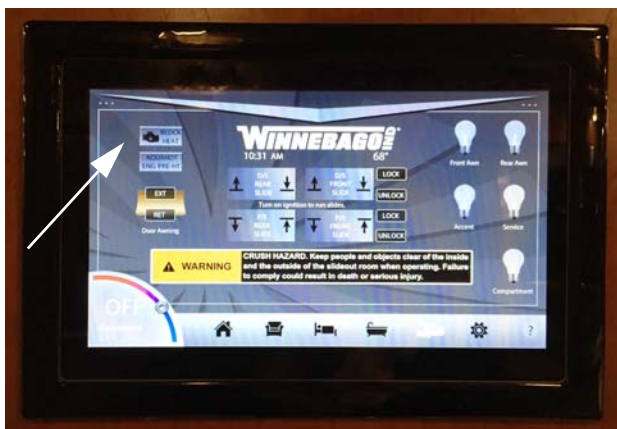 BLOCK
HEAT
WINNEBAGO IND
10:31 AM
68°
ENG PRE-HT
EXT
RET
Door Awning
D/S
REAR
SLIDE
D/S
FRONT
SLIDE
LOCK
UNLOCK
Turn on ignition to run slides.
P/S
REAR
SLIDE
P/S
FRONT
SLIDE
LOCK
UNLOCK
Front Awn
Rear Awn
Accent
Service
Compartment
WARNING
CRUSH HAZARD. Keep people and objects clear of the inside
and the outside of the slideout room when operating. Failure
to comply could result in death or serious injury.
OFF
?